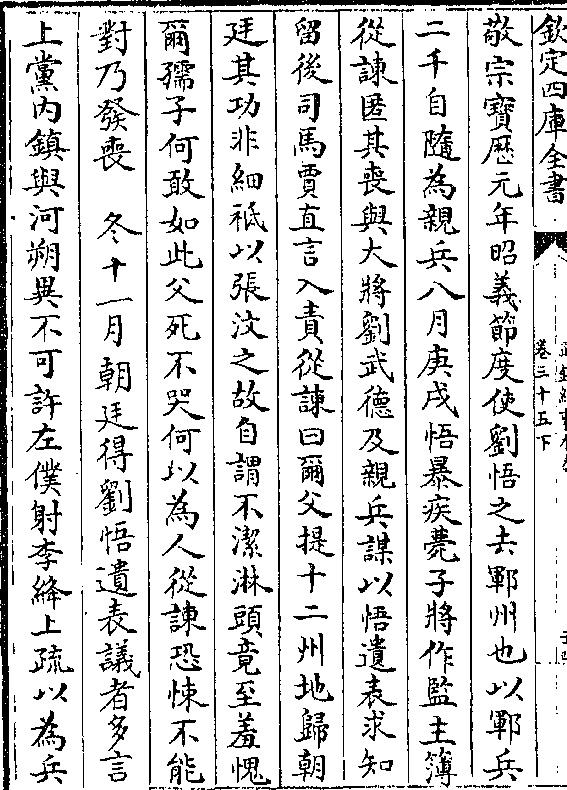 欽定四庫全書
卷三十五下
敬宗寶厯元年昭義節度使劉悟之去鄆州也以鄆兵
二千自隨為親兵八月庚戌悟暴疾薨子將作監主簿
從諫匿其喪與大將劉武德及親兵謀以悟遺表求知
留後司馬賈直言入責從諫曰爾父提十二州地歸朝
廷其功非細祗以張汶之故自謂不潔淋頭竟至羞愧
爾孺子何敢如此父死不哭何以為人從諫恐悚不能
對乃發喪　冬十一月朝廷得劉悟遺表議者多言
上黨内鎮與河朔異不可許左僕射李絳上疏以為兵